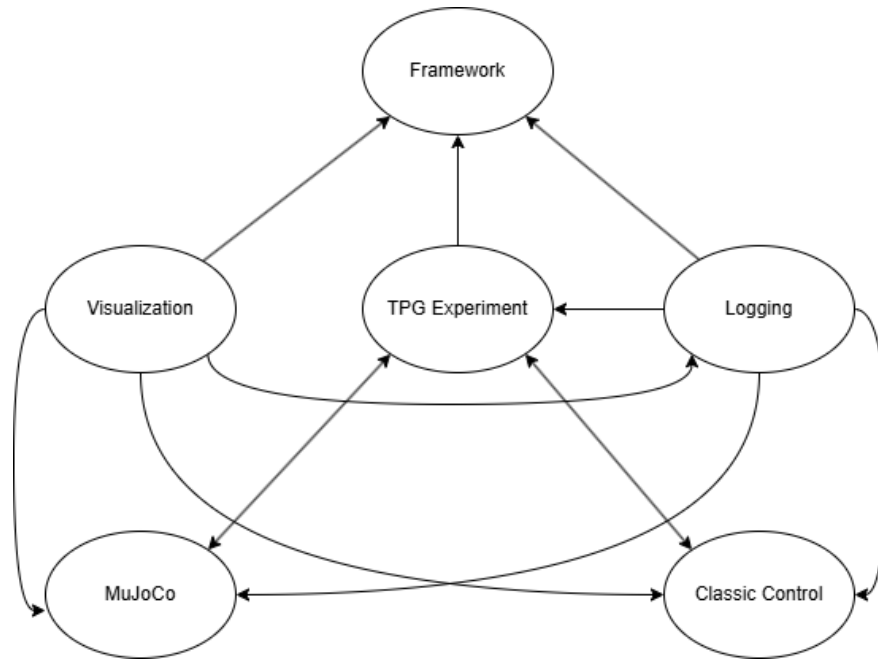 Framework
Visualization
TPG Experiment
Logging
MuJoCo
Classic Control